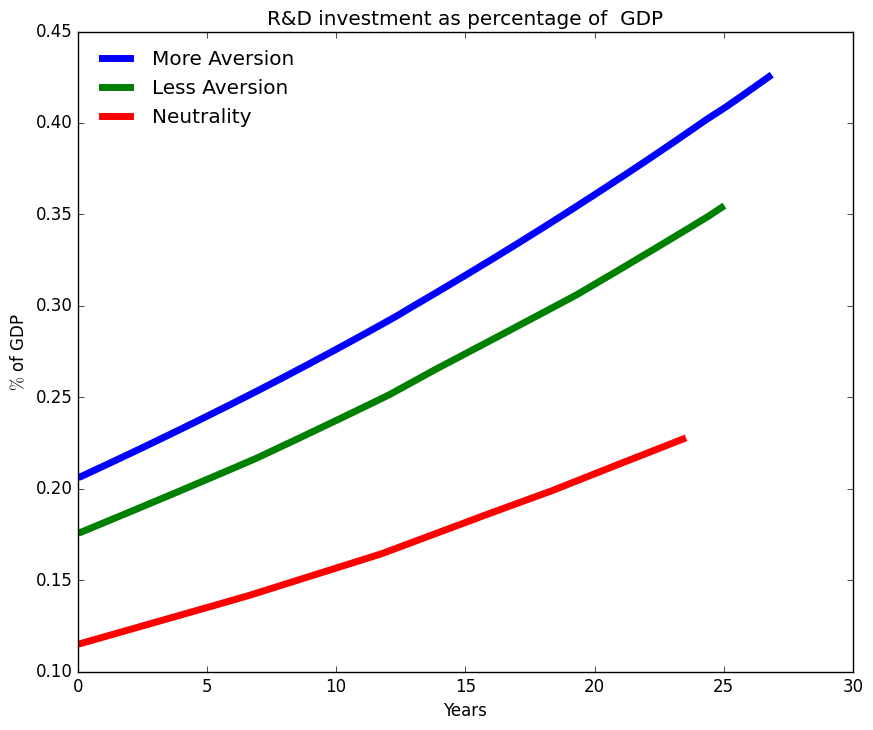 R&D investment as percentage of  GDP
More Aversion
Less Aversion
Neutrality
0.45
0.40
0.35
0.30
0.25
0.20
0.15
0.10
% of GDP
0 5 10 15 20 25 30
Years